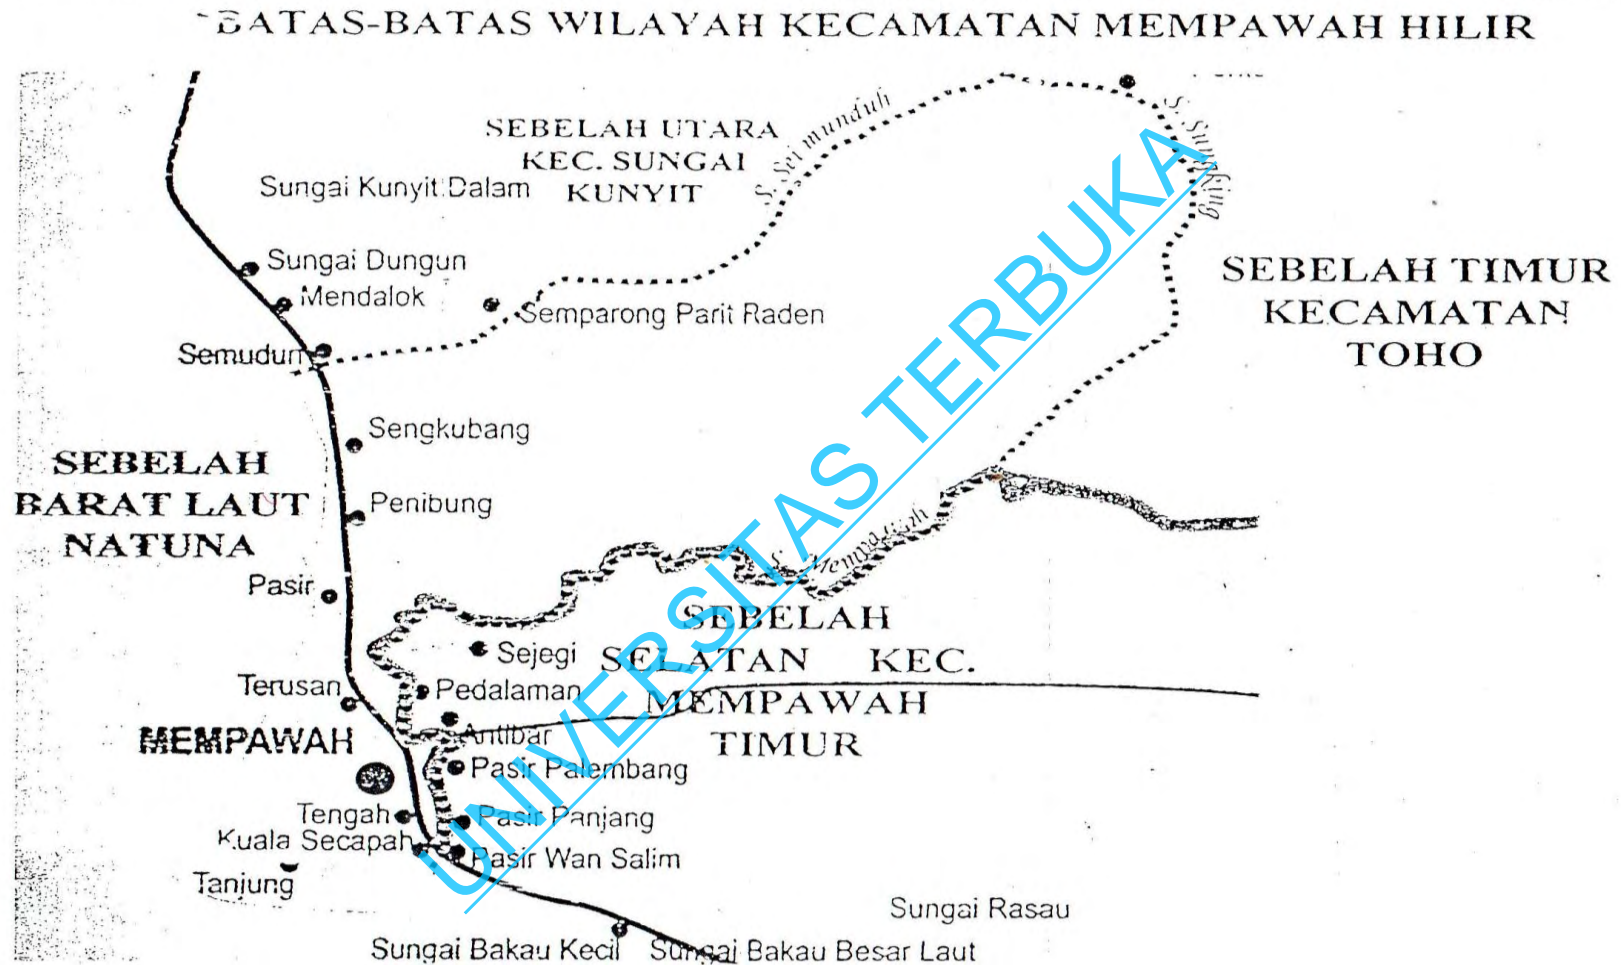 BATAS-BATAS WILAYAH KECAMATAN MEMPAWAH HILIR
SEBELAH UTARA
KEC. SUNGAI
KUNYIT
S. Sei munduh
Sungai Kunyit Dalam
Sungai Dungun
Mendalok
Semparong Parit Raden
Semudun
SEBELAH TIMUR
KECAMATAN
TOHO
Sengkubang
SEBELAH
BARAT LAUT
NATUNA
Penibung
Pasir
S. Mempawah
SEBELAH
SELATAN KEC.
MEMPAWAH
TIMUR
Sejegi
Terusan
Pedalaman
MEMPAWAH
Antibar
Pasir Palembang
Tengah
Pasir Panjang
Kuala Secapah
Pasir Wan Salim
Tanjung
Sungai Rasau
Sungai Bakau Kecil
Sungai Bakau Besar Laut
UNIVERSITAS TERBUKA